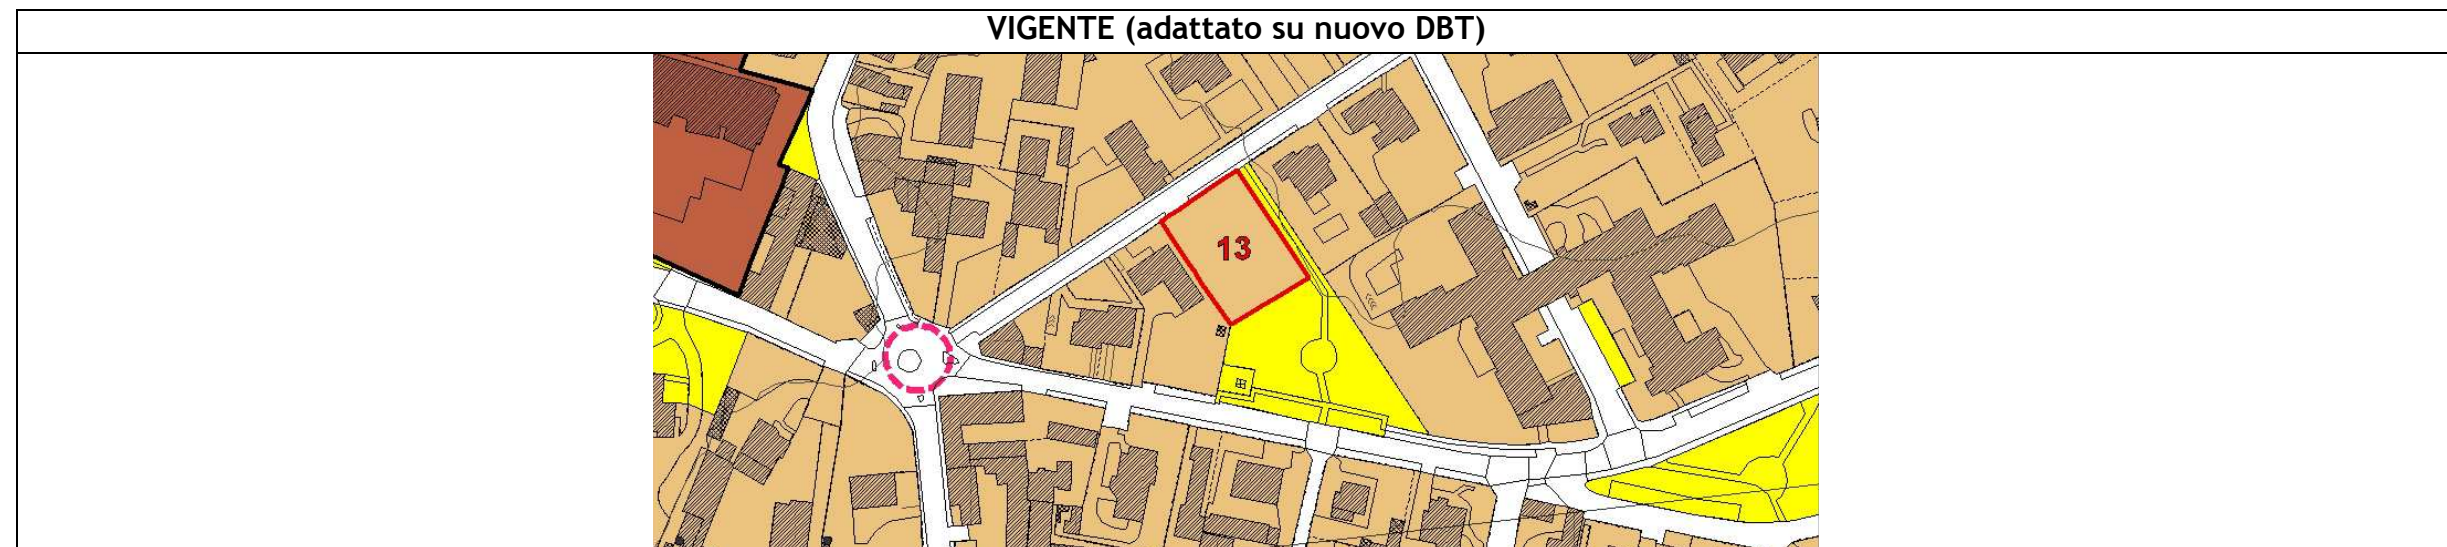 VIGENTE (adattato su nuovo DBT)
13